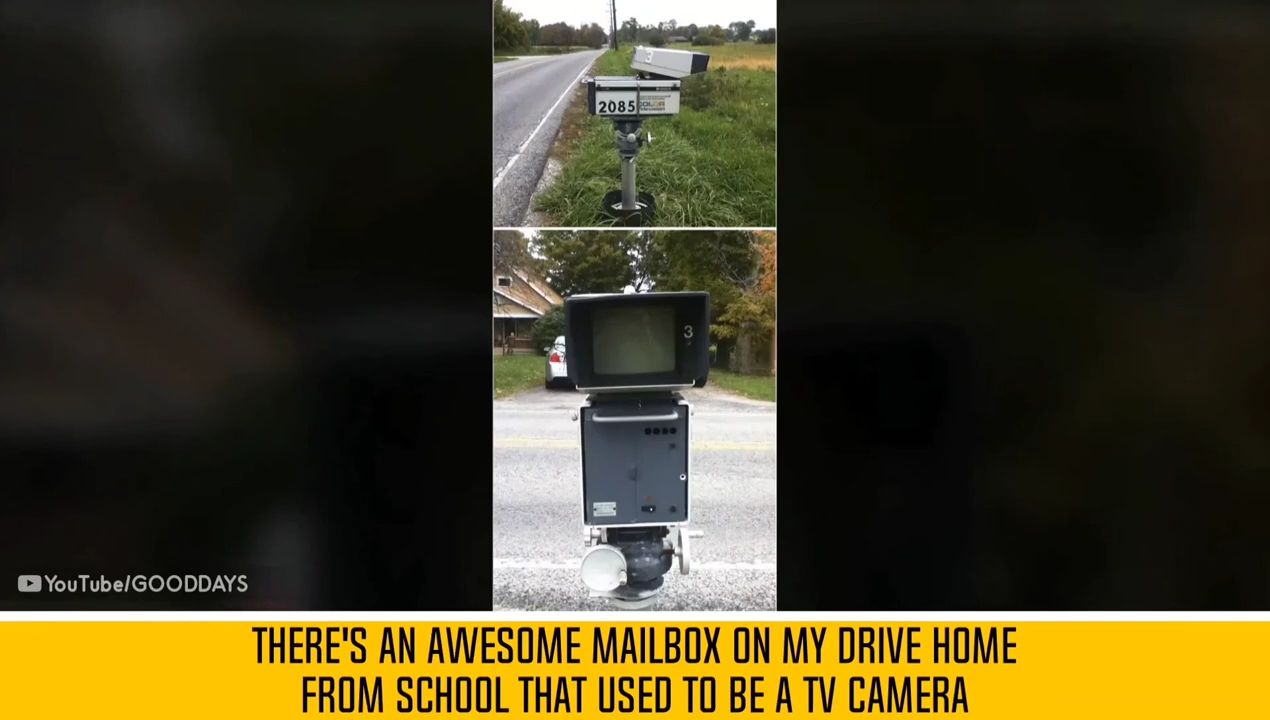 3
2085 COLOR
3
YouTube/GOODDAYS
THERE'S AN AWESOME MAILBOX ON MY DRIVE HOME
FROM SCHOOL THAT USED TO BE A TV CAMERA